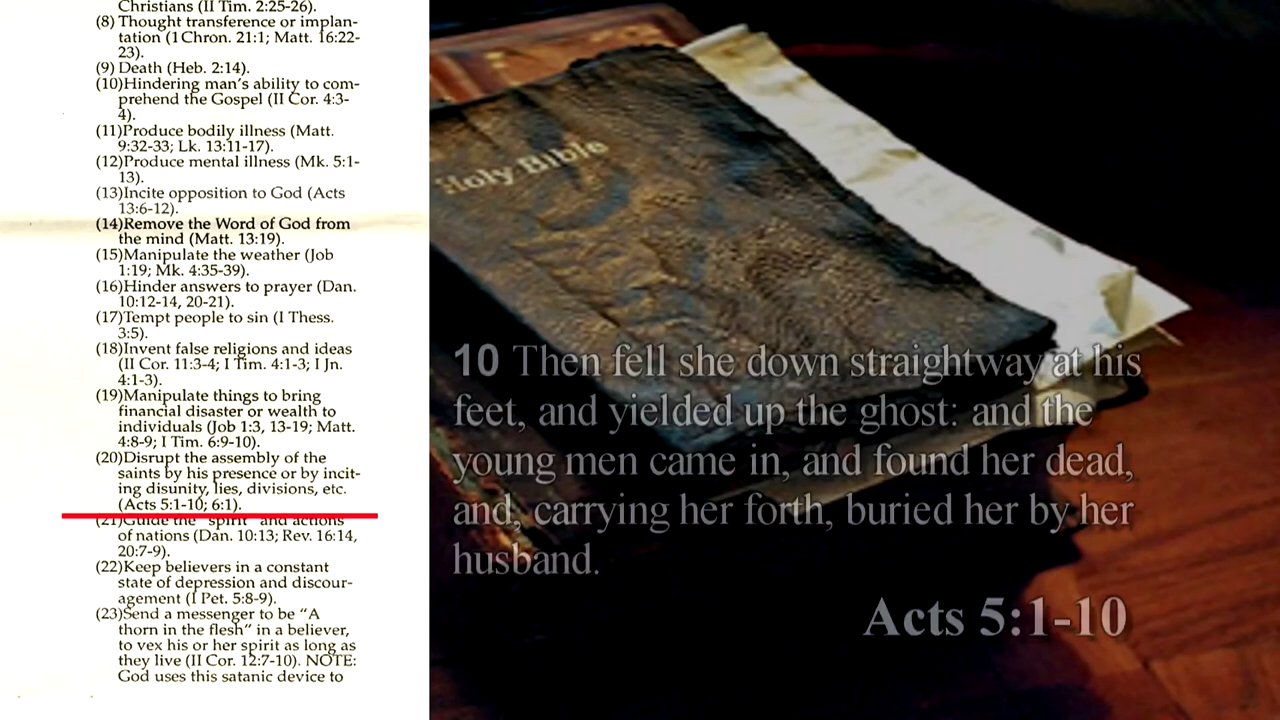 Christians (II Tim. 2:25-26).
(8) Thought transference or implan-
tation (1 Chron. 21:1; Matt. 16:22-
23).
(9) Death (Heb. 2:14).
(10)Hindering man's ability to com-
prehend the Gospel (II Cor. 4:3-
4).
(11)Produce bodily illness (Matt.
9:32-33; Lk. 13:11-17).
(12)Produce mental illness (Mk. 5:1-
13).
(13)Incite opposition to God (Acts
13:6-12).
(14)Remove the Word of God from
the mind (Matt. 13:19).
(15)Manipulate the weather (Job
1:19; Mk. 4:35-39).
(16)Hinder answers to prayer (Dan.
10:12-14, 20-21).
(17)Tempt people to sin (I Thess.
3:5).
(18)Invent false religions and ideas
(II Cor. 11:3-4; I Tim. 4:1-3; I Jn.
4:1-3).
(19)Manipulate things to bring
financial disaster or wealth to
individuals (Job 1:3, 13-19; Matt.
4:8-9; I Tim. 6:9-10).
(20)Disrupt the assembly of the
saints by his presence or by incit-
ing disunity, lies, divisions, etc.
(Acts 5:1-10; 6:1).
(21)Guide the "spirit" and actions
of nations (Dan. 10:13; Rev. 16:14,
20:7-9).
(22)Keep believers in a constant
state of depression and discour-
agement (I Pet. 5:8-9).
(23)Send a messenger to be "A
thorn in the flesh" in a believer,
to vex his or her spirit as long as
they live (II Cor. 12:7-10). NOTE:
God uses this satanic device to
Holy Bible
10 Then fell she down straightway at his
feet, and yielded up the ghost: and the
young men came in, and found her dead,
and, carrying her forth, buried her by her
husband.
Acts 5:1-10